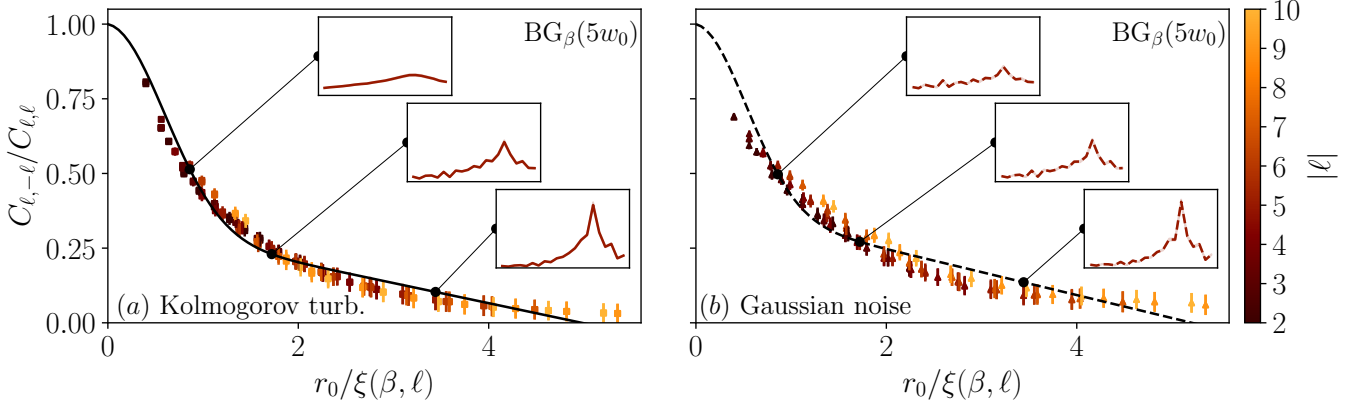 1.00
0.75
0.50
0.25
0.00
C_{ℓ,−ℓ}/C_{ℓ,ℓ}
BG_β(5w_0)
(a) Kolmogorov turb.
0 2 4
r_0/ξ(β, ℓ)
BG_β(5w_0)
(b) Gaussian noise
0 2 4
r_0/ξ(β, ℓ)
10
9
8
7
6
5
4
3
2
|ℓ|